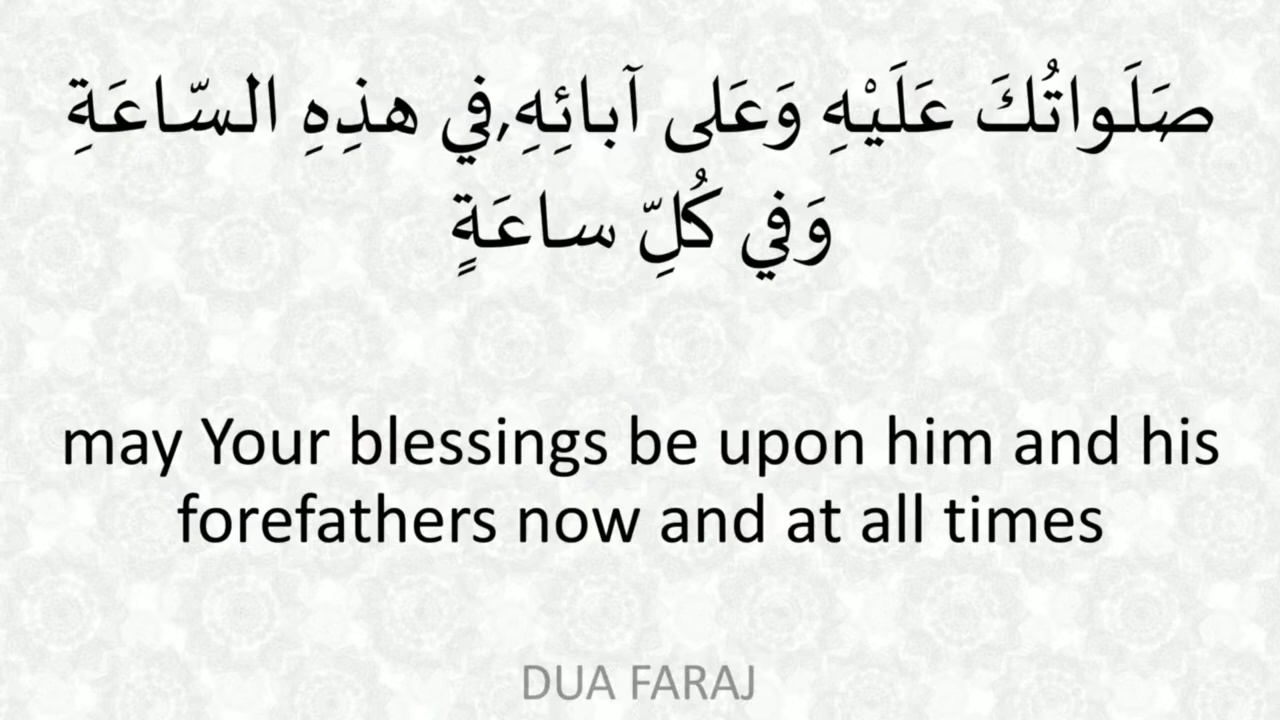 صَلَواتُكَ عَلَيْهِ وَعَلى آبائِهِ,في هذِهِ السّاعَةِ
وَفي كُلِّ ساعَةٍ
may Your blessings be upon him and his
forefathers now and at all times
DUA FARAJ